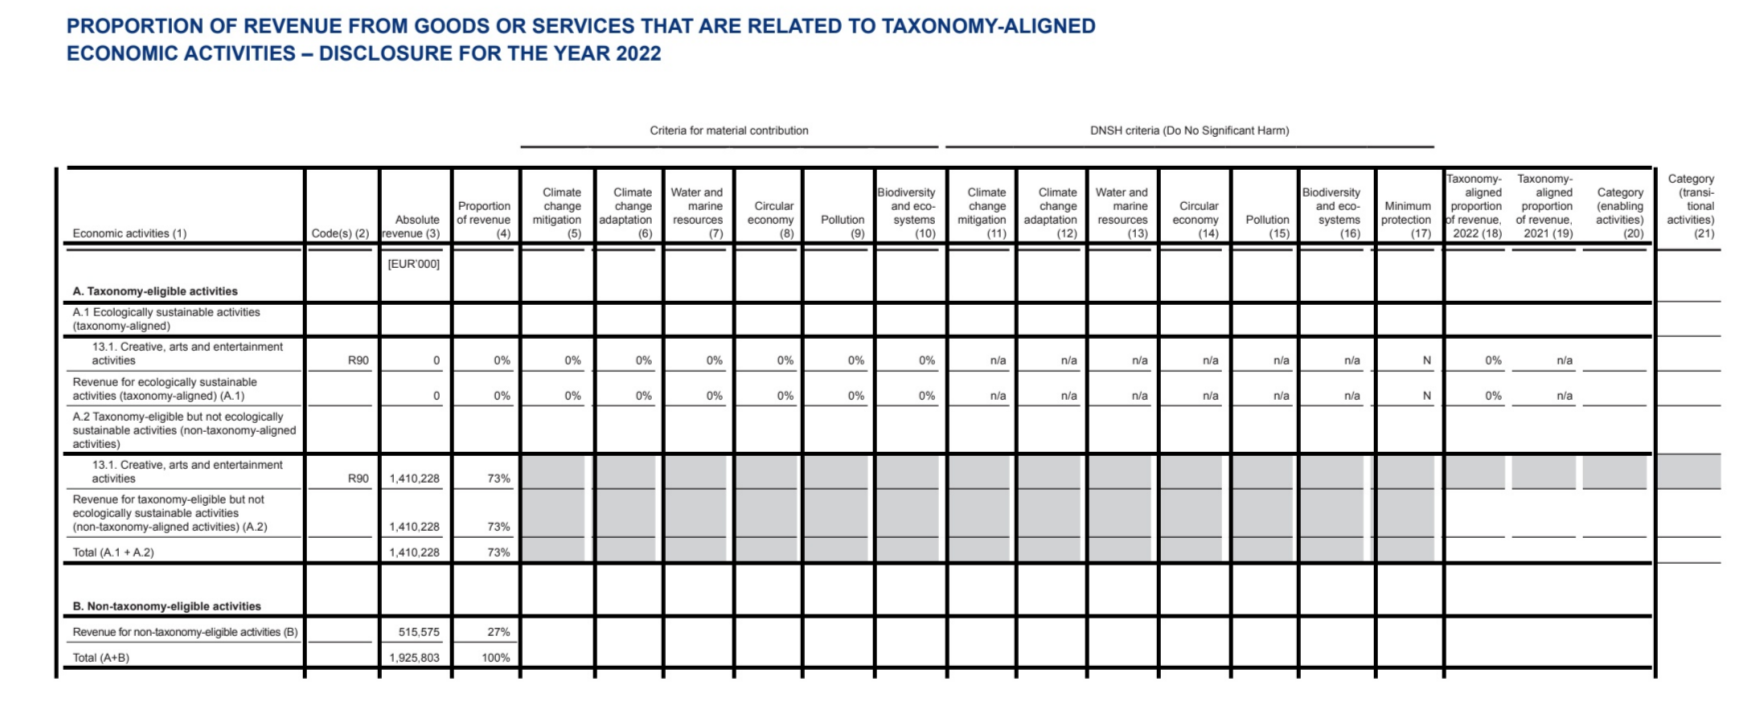 PROPORTION OF REVENUE FROM GOODS OR SERVICES THAT ARE RELATED TO TAXONOMY-ALIGNED
ECONOMIC ACTIVITIES – DISCLOSURE FOR THE YEAR 2022
Criteria for material contribution
DNSH criteria (Do No Significant Harm)
Economic activities (1)
Code(s) (2)
Absolute
revenue (3)
Proportion
of revenue
(4)
Climate
change
mitigation
(5)
Climate
change
adaptation
(6)
Water and
marine
resources
(7)
Circular
economy
(8)
Pollution
(9)
Biodiversity
and eco-
systems
(10)
Climate
change
mitigation
(11)
Climate
change
adaptation
(12)
Water and
marine
resources
(13)
Circular
economy
(14)
Pollution
(15)
Biodiversity
and eco-
systems
(16)
Minimum
protection
(17)
Taxonomy-
aligned
proportion
of revenue,
2022 (18)
Taxonomy-
aligned
proportion
of revenue,
2021 (19)
Category
(enabling
activities)
(20)
Category
(transi-
tional
activities)
(21)
[EUR'000]
A. Taxonomy-eligible activities
A.1 Ecologically sustainable activities
(taxonomy-aligned)
13.1. Creative, arts and entertainment
activities R90 0 0% 0% 0% 0% 0% 0% 0% n/a n/a n/a n/a n/a n/a N 0% n/a
Revenue for ecologically sustainable
activities (taxonomy-aligned) (A.1) 0 0% 0% 0% 0% 0% 0% 0% n/a n/a n/a n/a n/a n/a N 0% n/a
A.2 Taxonomy-eligible but not ecologically
sustainable activities (non-taxonomy-aligned
activities)
13.1. Creative, arts and entertainment
activities R90 1,410,228 73%
Revenue for taxonomy-eligible but not
ecologically sustainable activities
(non-taxonomy-aligned activities) (A.2) 1,410,228 73%
Total (A.1 + A.2) 1,410,228 73%
B. Non-taxonomy-eligible activities
Revenue for non-taxonomy-eligible activities (B) 515,575 27%
Total (A+B) 1,925,803 100%